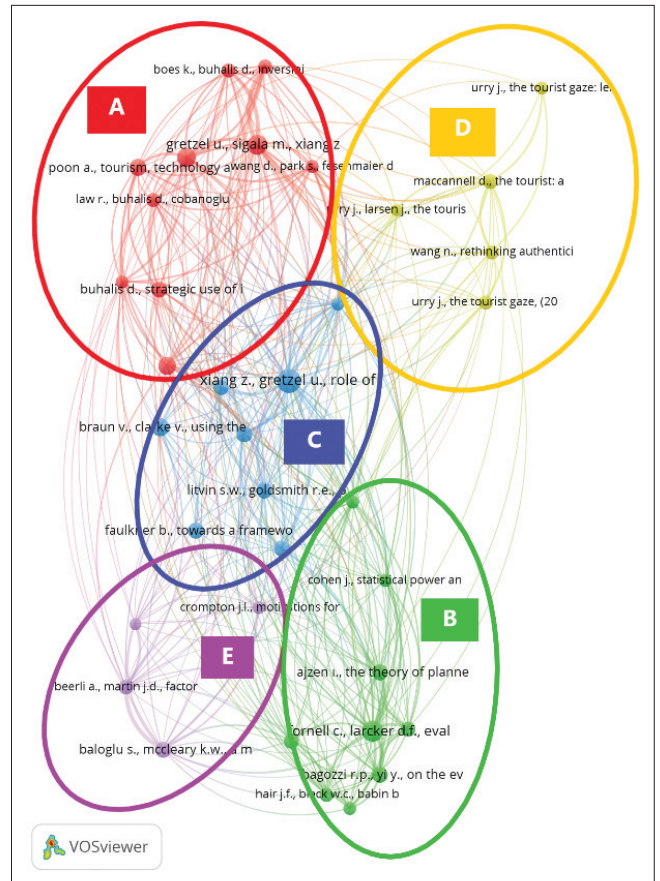 boes k., buhalis d., inversini
urry j., the tourist gaze: le.
A
D
gretzel u., sigala m., xiang z
poon a., tourism, technology a
wang d., park s., fesenmaier d
maccannell d., the tourist: a
law r., buhalis d., cobanoglu
urry j., larsen j., the touris
wang n., rethinking authentici
buhalis d., strategic use of i
urry j., the tourist gaze, (20
xiang z., gretzel u., role of
braun v., clarke v., using the
C
litvin s.w., goldsmith r.e., p
faulkner b., towards a framewo
cohen j., statistical power an
crompton j.l., motivations for
B
E
ajzen i., the theory of planne
beerli a., martin j.d., factor
fornell c., larcker d.f., eval
baloglu s., mccleary k.w., a m
bagozzi r.p., yi y., on the ev
hair j.f., black w.c., babin b
VOSviewer